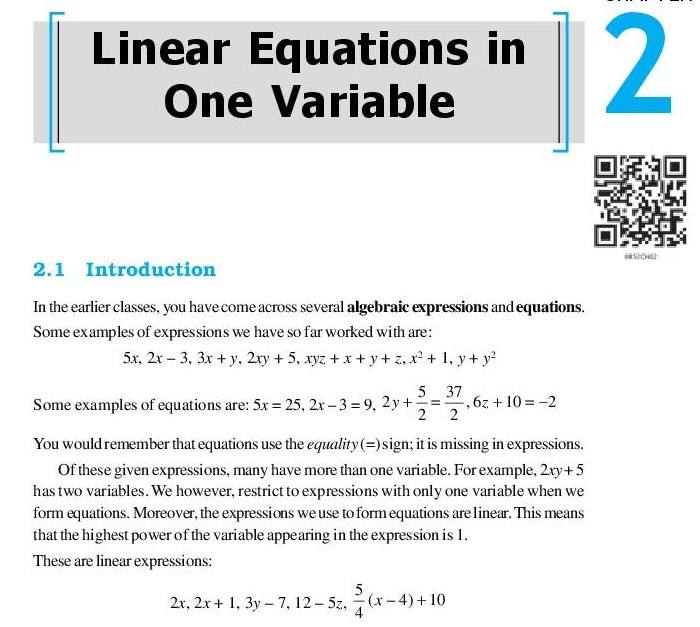 Linear Equations in
One Variable
2
2.1 Introduction
In the earlier classes, you have come across several algebraic expressions and equations.
Some examples of expressions we have so far worked with are:
5x, 2x – 3, 3x + y, 2xy + 5, xyz + x + y + z, x² + 1, y + y²
Some examples of equations are: 5x = 25, 2x – 3 = 9, 2y + 5/2 = 37/2, 6z + 10 = –2
You would remember that equations use the equality (=) sign; it is missing in expressions.
Of these given expressions, many have more than one variable. For example, 2xy + 5
has two variables. We however, restrict to expressions with only one variable when we
form equations. Moreover, the expressions we use to form equations are linear. This means
that the highest power of the variable appearing in the expression is 1.
These are linear expressions:
2x, 2x + 1, 3y – 7, 12 – 5z, 5/4 (x – 4) + 10